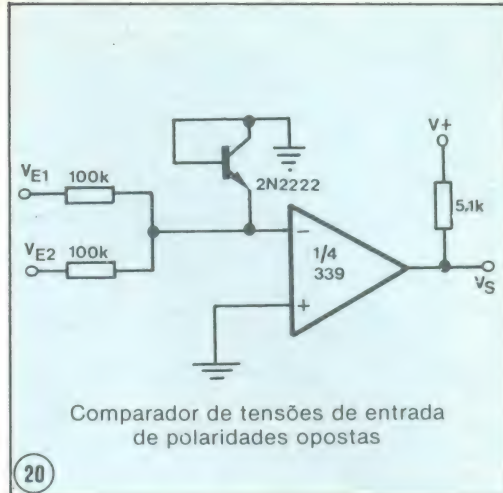 V+
VE1
100k
2N2222
5,1k
VE2
100k
−
1/4
339
+
VS
Comparador de tensões de entrada
de polaridades opostas
20